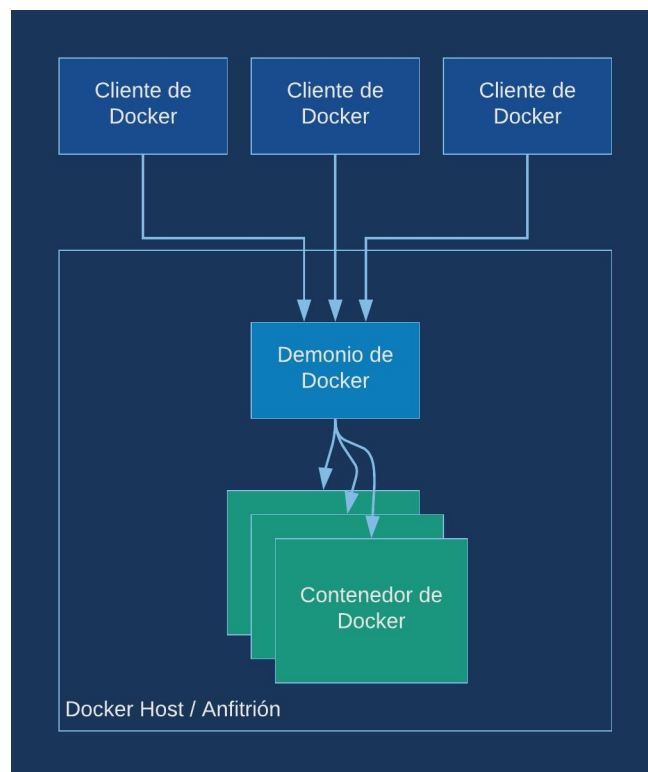 Cliente de
Docker
Cliente de
Docker
Cliente de
Docker
Demonio de
Docker
Contenedor de
Docker
Docker Host / Anfitrión